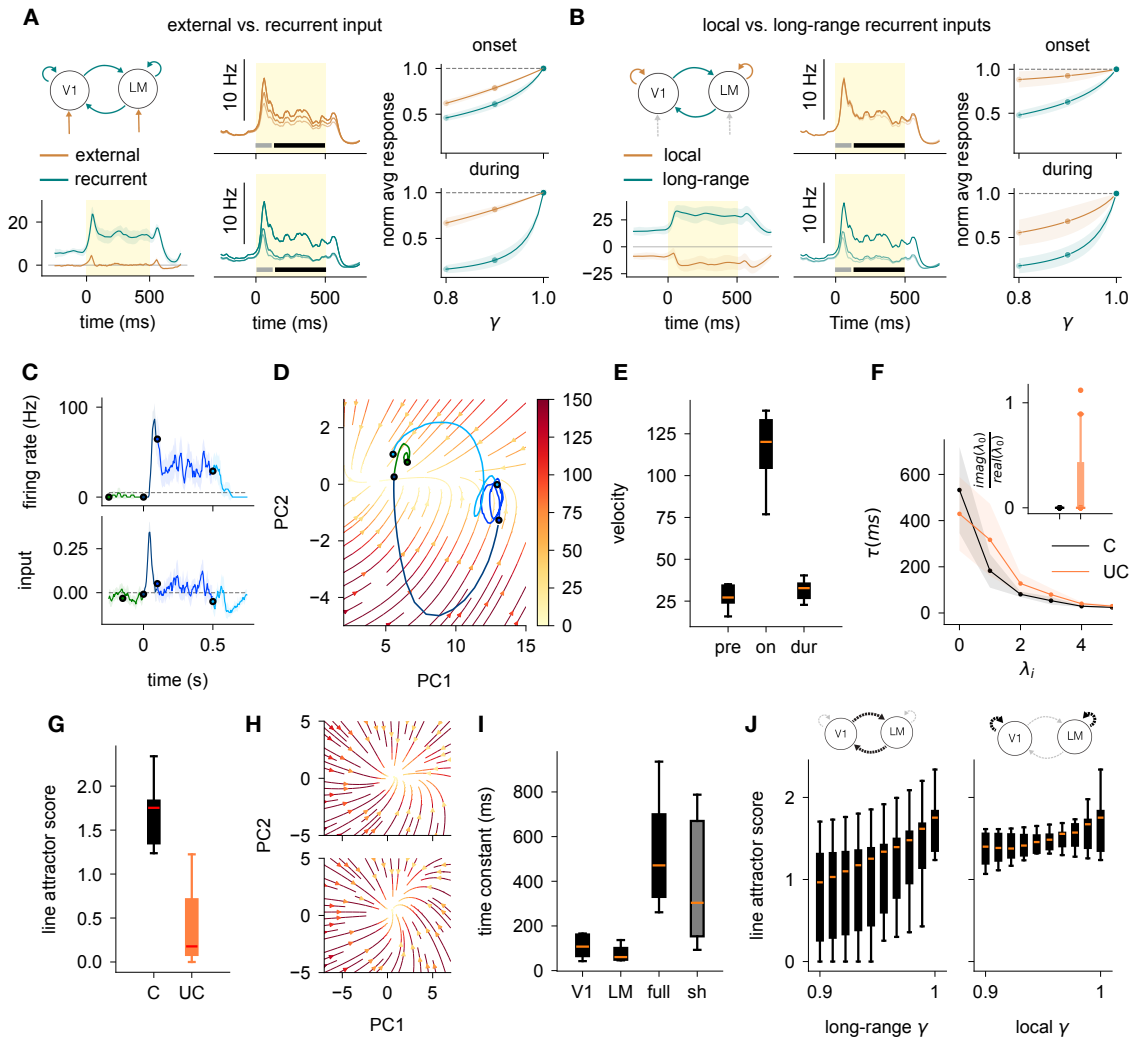 A
external vs. recurrent input
V1
LM
external
recurrent
20
0
0
500
time (ms)
10 Hz
10 Hz
0
500
time (ms)
onset
1.0
0.5
norm avg response
during
1.0
0.5
0.8
1.0
γ
B
local vs. long-range recurrent inputs
V1
LM
local
long-range
25
0
−25
0
500
time (ms)
10 Hz
10 Hz
0
500
Time (ms)
onset
1.0
0.5
norm avg response
during
1.0
0.5
0.8
1.0
γ
C
firing rate (Hz)
100
0
input
0.25
0.00
0.0
0.5
time (s)
D
PC2
2
0
−2
−4
5
10
15
PC1
150
125
100
75
50
25
0
E
velocity
125
100
75
50
25
pre
on
dur
F
τ(ms)
600
400
200
0
0
2
4
λi
imag(λ0)
real(λ0)
1
0
C
UC
G
line attractor score
2.0
1.5
1.0
0.5
0.0
C
UC
H
PC2
5
0
−5
5
0
−5
−5
0
5
PC1
I
time constant (ms)
800
600
400
200
0
V1
LM
full
sh
J
V1
LM
line attractor score
2
1
0
0.9
1
long-range γ
V1
LM
2
1
0
0.9
1
local γ